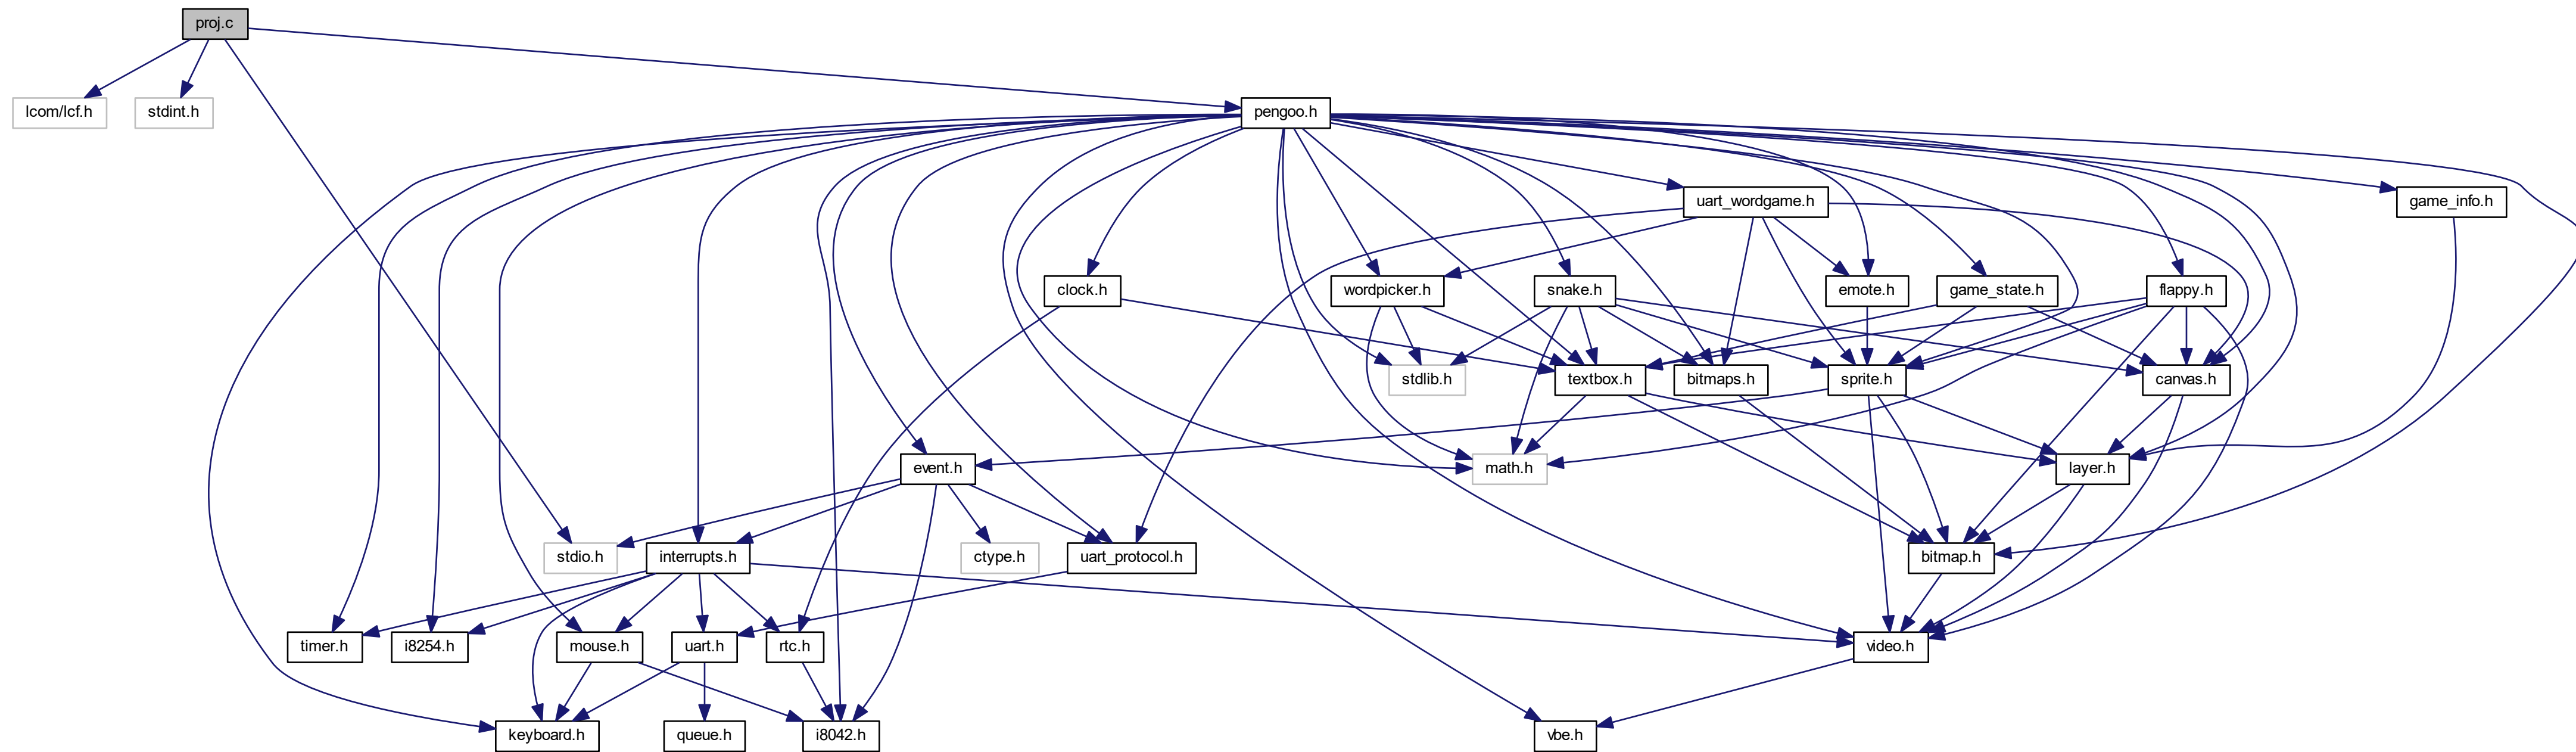 proj.c
lcom/lcf.h
stdint.h
pengoo.h
uart_wordgame.h
game_info.h
clock.h
wordpicker.h
snake.h
emote.h
game_state.h
flappy.h
stdlib.h
textbox.h
bitmaps.h
sprite.h
canvas.h
event.h
math.h
layer.h
stdio.h
interrupts.h
ctype.h
uart_protocol.h
bitmap.h
timer.h
i8254.h
mouse.h
uart.h
rtc.h
video.h
keyboard.h
queue.h
i8042.h
vbe.h